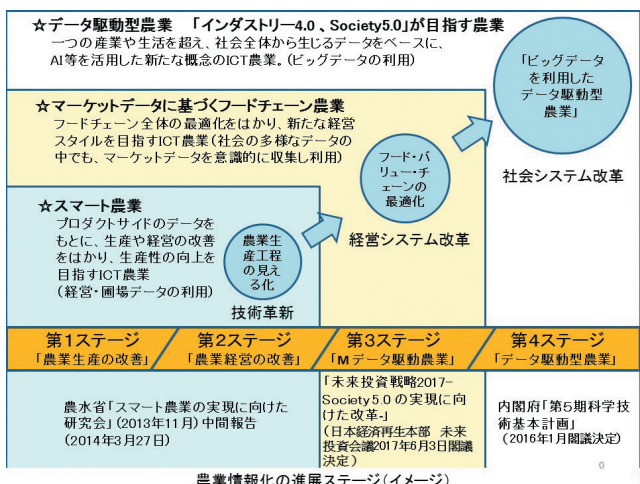 ☆データ駆動型農業 「インダストリー4.0、Society5.0」が目指す農業
一つの産業や生活を超え、社会全体から生じるデータをベースに、
AI等を活用した新たな概念のICT農業。(ビッグデータの利用)
「ビッグデータ
を利用した
データ駆動型
農業」
社会システム改革
☆マーケットデータに基づくフードチェーン農業
フードチェーン全体の最適化をはかり、新たな経営
スタイルを目指すICT農業(社会の多様なデータの
中でも、マーケットデータを意識的に収集し利用)
フード・バ
リュー・チ
ェーンの
最適化
経営システム改革
☆スマート農業
プロダクトサイドのデータを
もとに、生産や経営の改善
をはかり、生産性の向上を
目指すICT農業
(経営・圃場データの利用)
農業生
産工程
の見え
る化
技術革新
第1ステージ
「農業生産の改善」
第2ステージ
「農業経営の改善」
第3ステージ
「Mデータ駆動農業」
第4ステージ
「データ駆動型農業」
農水省「スマート農業の実現に向けた
研究会」(2013年11月)中間報告
(2014年3月27日)
「未来投資戦略2017-
Society5.0の実現に向
けた改革-」
(日本経済再生本部 未来
投資会議2017年6月3日閣議
決定)
内閣府「第5期科学技
術基本計画」
(2016年1月閣議決定)
0
農業情報化の進展ステージ(イメージ)